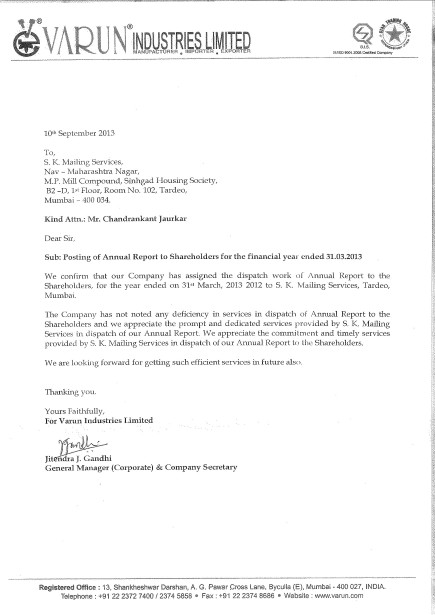 VARUN® INDUSTRIES LIMITED
MANUFACTURER • IMPORTER • EXPORTER
10th September 2013
To,
S. K. Mailing Services,
Nav – Maharashtra Nagar,
M.P. Mill Compound, Sinhgad Housing Society,
B2 –D, 1st Floor, Room No. 102, Tardeo,
Mumbai – 400 034.
Kind Attn.: Mr. Chandrankant Jaurkar
Dear Sir,
Sub: Posting of Annual Report to Shareholders for the financial year ended 31.03.2013
We confirm that our Company has assigned the dispatch work of Annual Report to the
Shareholders, for the year ended on 31st March, 2013 2012 to S. K. Mailing Services, Tardeo,
Mumbai.
The Company has not noted any deficiency in services in dispatch of Annual Report to the
Shareholders and we appreciate the prompt and dedicated services provided by S. K. Mailing
Services in dispatch of our Annual Report. We appreciate the commitment and timely services
provided by S. K. Mailing Services in dispatch of our Annual Report to the Shareholders.
We are looking forward for getting such efficient services in future also.
Thanking you.
Yours Faithfully,
For Varun Industries Limited
Jitendra J. Gandhi
General Manager (Corporate) & Company Secretary
Registered Office : 13, Shankheshwar Darshan, A. G. Pawar Cross Lane, Byculla (E), Mumbai - 400 027, INDIA.
Telephone : +91 22 2372 7400 / 2374 5858 • Fax : +91 22 2374 8686 • Website : www.varun.com